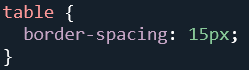 table {
  border-spacing: 15px;
}